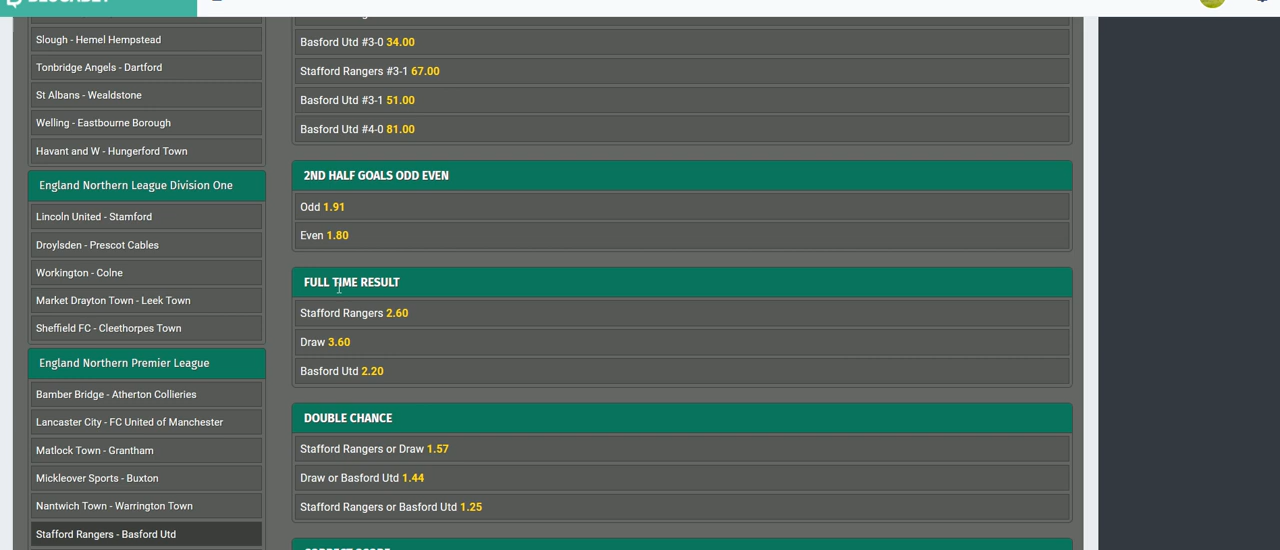 Slough - Hemel Hempstead
Tonbridge Angels - Dartford
St Albans - Wealdstone
Welling - Eastbourne Borough
Havant and W - Hungerford Town
England Northern League Division One
Lincoln United - Stamford
Droylsden - Prescot Cables
Workington - Colne
Market Drayton Town - Leek Town
Sheffield FC - Cleethorpes Town
England Northern Premier League
Bamber Bridge - Atherton Collieries
Lancaster City - FC United of Manchester
Matlock Town - Grantham
Mickleover Sports - Buxton
Nantwich Town - Warrington Town
Stafford Rangers - Basford Utd
Basford Utd #3-0 34.00
Stafford Rangers #3-1 67.00
Basford Utd #3-1 51.00
Basford Utd #4-0 81.00
2ND HALF GOALS ODD EVEN
Odd 1.91
Even 1.80
FULL TIME RESULT
Stafford Rangers 2.60
Draw 3.60
Basford Utd 2.20
DOUBLE CHANCE
Stafford Rangers or Draw 1.57
Draw or Basford Utd 1.44
Stafford Rangers or Basford Utd 1.25